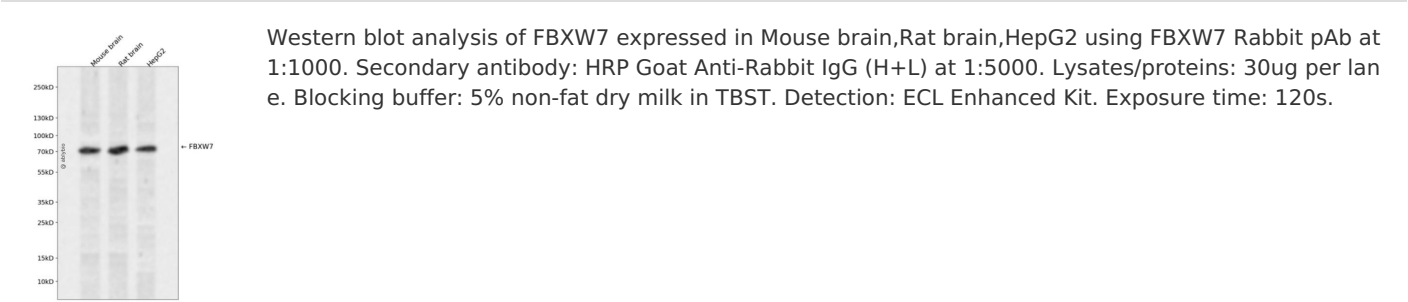 Western blot analysis of FBXW7 expressed in Mouse brain,Rat brain,HepG2 using FBXW7 Rabbit pAb at
1:1000. Secondary antibody: HRP Goat Anti-Rabbit IgG (H+L) at 1:5000. Lysates/proteins: 30ug per lan
e. Blocking buffer: 5% non-fat dry milk in TBST. Detection: ECL Enhanced Kit. Exposure time: 120s.
Mouse brain
Rat brain
HepG2
250kD
130kD
100kD
70kD
← FBXW7
55kD
35kD
25kD
15kD
10kD